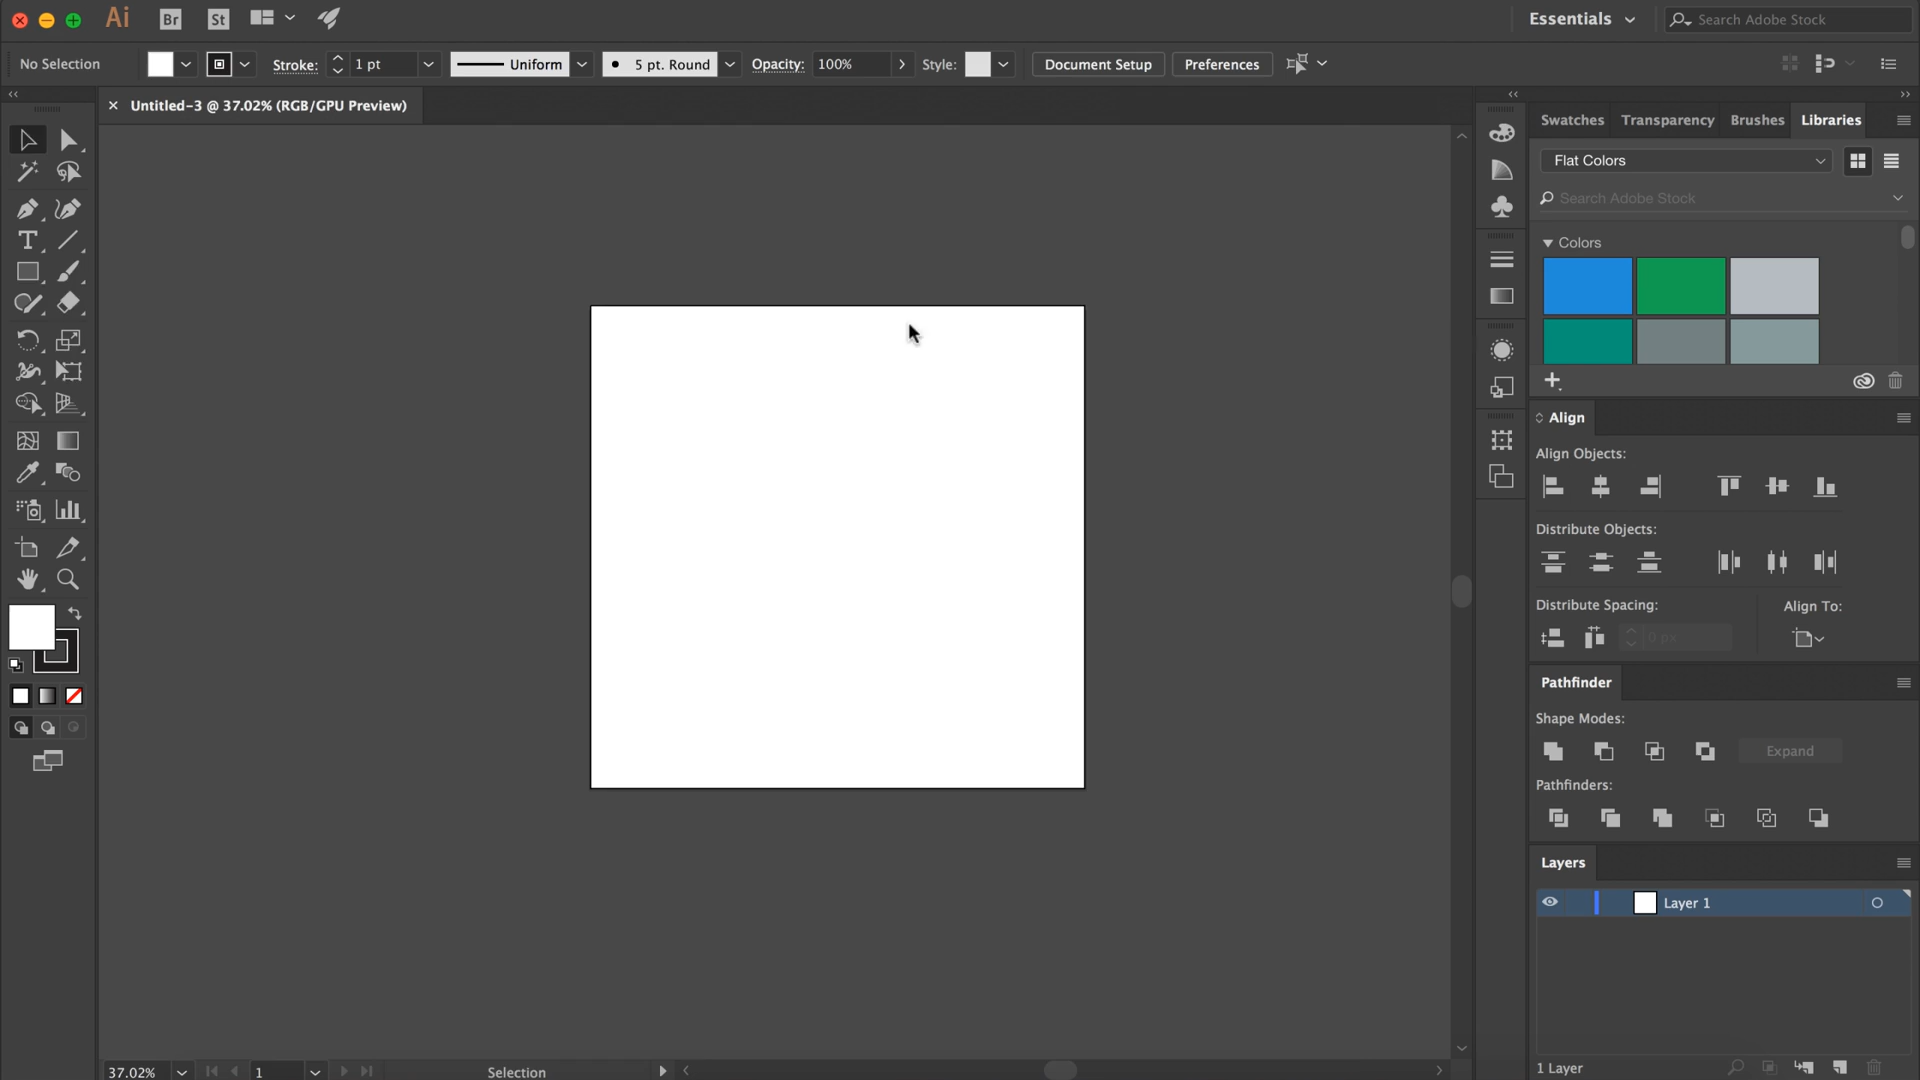 Ai Br St Essentials Search Adobe Stock
No Selection Stroke: 1 pt Uniform 5 pt. Round Opacity: 100% Style: Document Setup Preferences
Untitled-3 @ 37.02% (RGB/GPU Preview)
Swatches Transparency Brushes Libraries
Flat Colors
Search Adobe Stock
Colors
Align
Align Objects:
Distribute Objects:
Distribute Spacing: Align To:
0 px
Pathfinder
Shape Modes:
Expand
Pathfinders:
Layers
Layer 1
1 Layer
37.02% 1 Selection